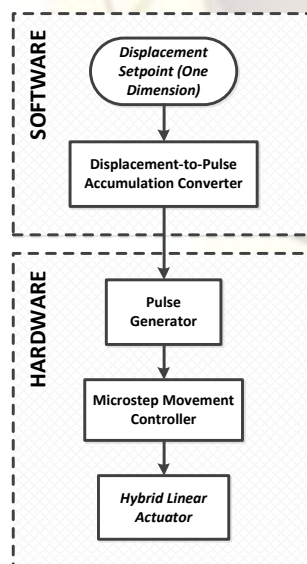 SOFTWARE
Displacement
Setpoint (One
Dimension)
Displacement-to-Pulse
Accumulation Converter
HARDWARE
Pulse
Generator
Microstep Movement
Controller
Hybrid Linear
Actuator